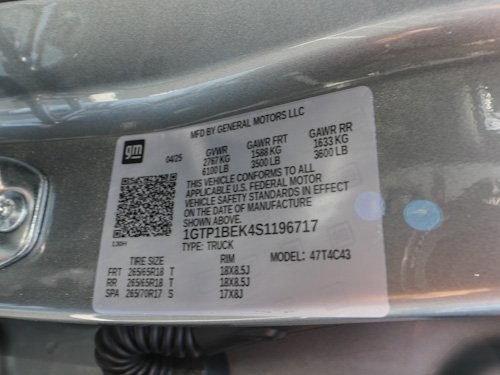 MFD BY GENERAL MOTORS LLC
gm 04/25 GVWR GAWR FRT GAWR RR
2767 KG 1588 KG 1633 KG
6100 LB 3500 LB 3600 LB
THIS VEHICLE CONFORMS TO ALL
APPLICABLE U.S. FEDERAL MOTOR
VEHICLE SAFETY STANDARDS IN EFFECT
ON THE DATE OF MANUFACTURE
SHOWN ABOVE.
1GTP1BEK4S1196717
TYPE: TRUCK
MODEL: 47T4C43
TIRE SIZE RIM
FRT 265/65R18 T 18X8.5J
RR 265/65R18 T 18X8.5J
SPA 265/70R17 S 17X8J